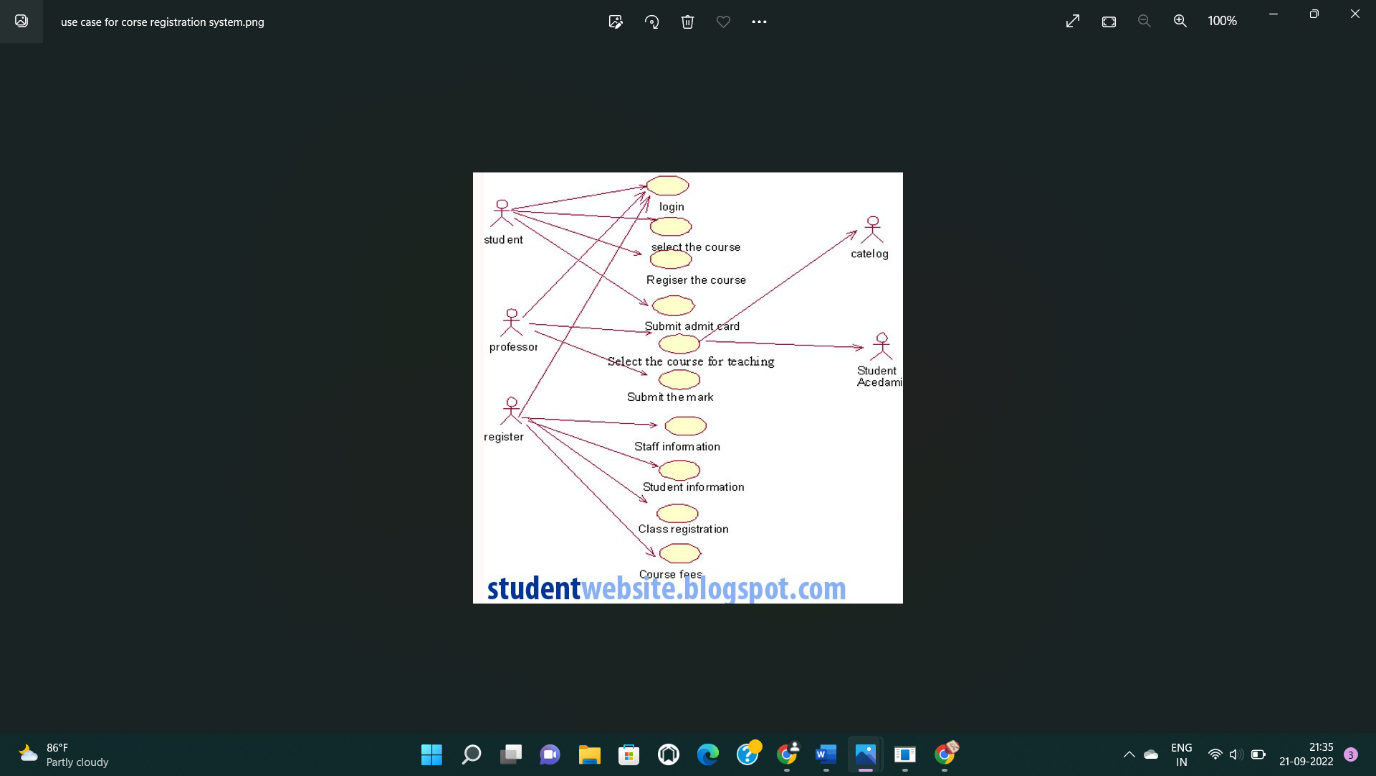 use case for corse registration system.png
100%
login
student
select the course
catelog
Regiser the course
Submit admit card
professor
Select the course for teaching
Student
Acedami
Submit the mark
register
Staff information
Student information
Class registration
Course fees
studentwebsite.blogspot.com
86°F
Partly cloudy
ENG
IN
21:35
21-09-2022
3